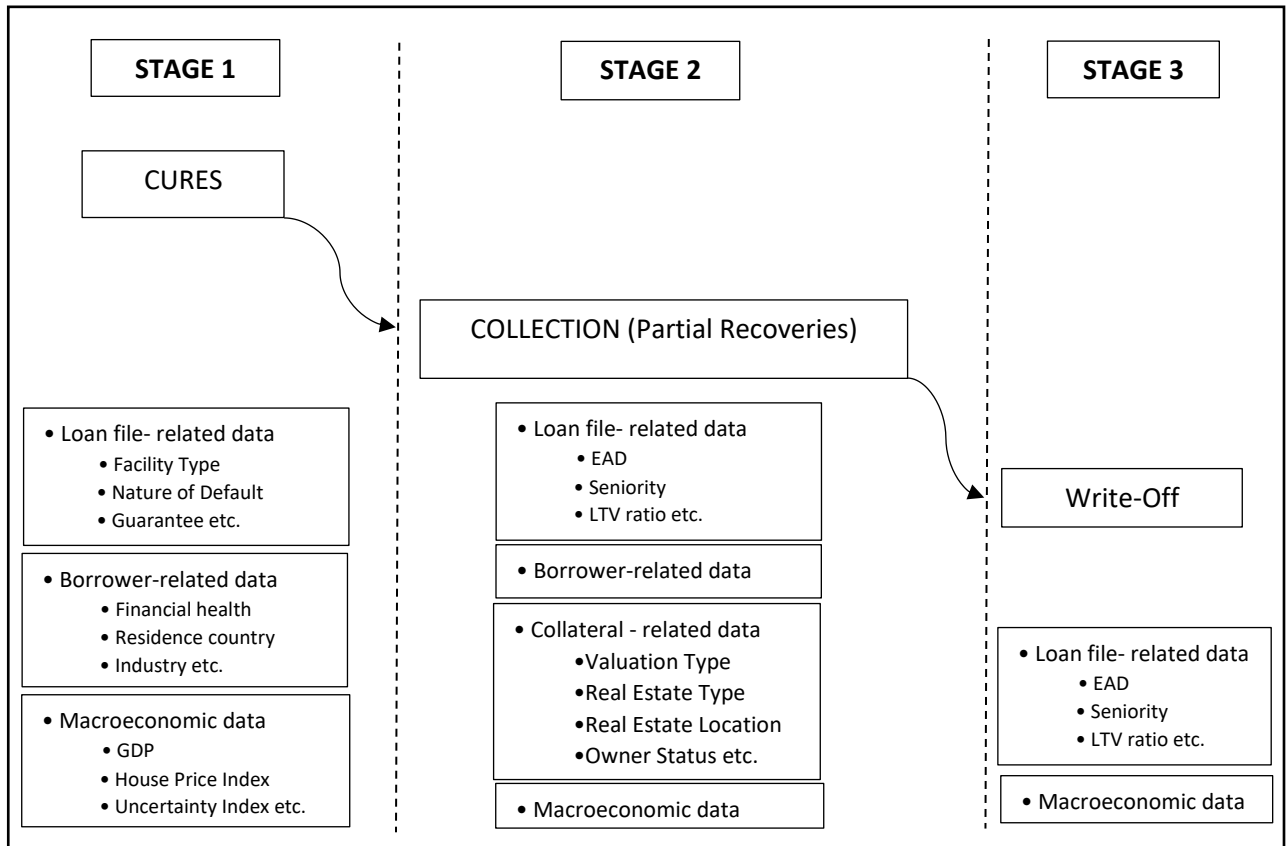 STAGE 1
STAGE 2
STAGE 3
CURES
COLLECTION (Partial Recoveries)
Write-Off
• Loan file- related data
• Facility Type
• Nature of Default
• Guarantee etc.
• Borrower-related data
• Financial health
• Residence country
• Industry etc.
• Macroeconomic data
• GDP
• House Price Index
• Uncertainty Index etc.
• Loan file- related data
• EAD
• Seniority
• LTV ratio etc.
• Borrower-related data
• Collateral - related data
•Valuation Type
•Real Estate Type
•Real Estate Location
•Owner Status etc.
• Macroeconomic data
• Loan file- related data
• EAD
• Seniority
• LTV ratio etc.
• Macroeconomic data